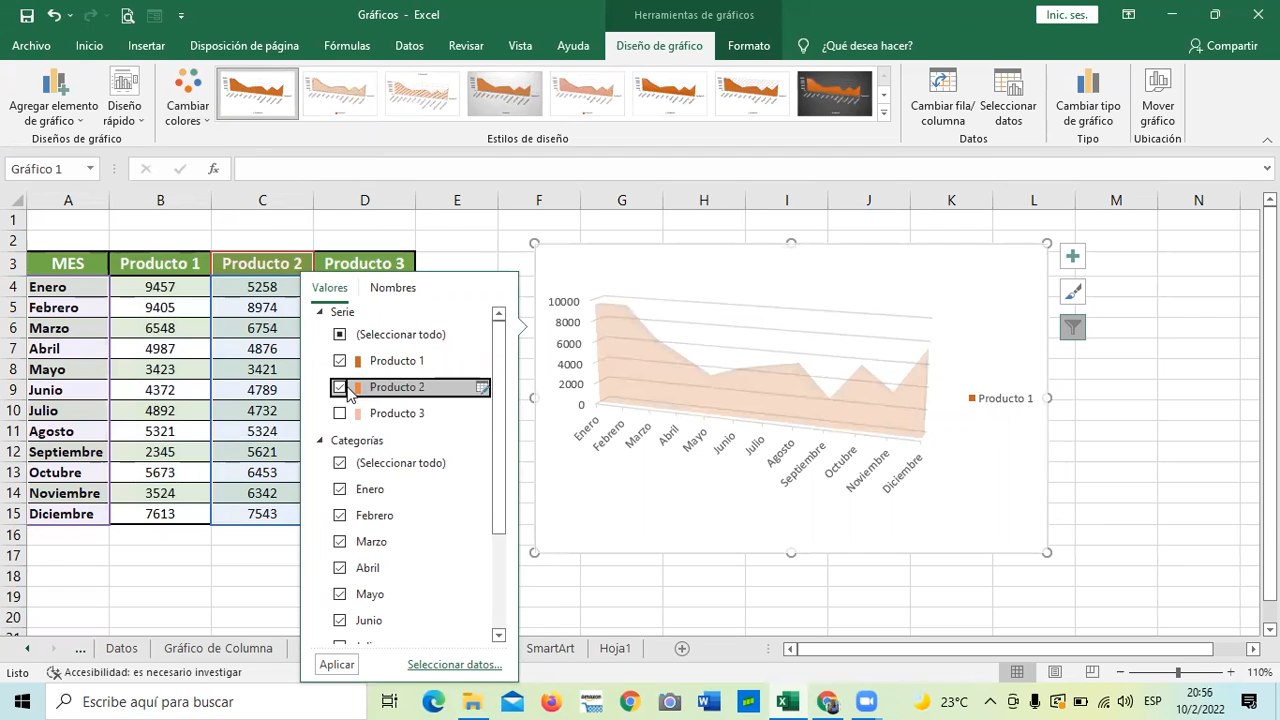 Gráficos - Excel
Herramientas de gráficos
Inic. ses.
Archivo Inicio Insertar Disposición de página Fórmulas Datos Revisar Vista Ayuda Diseño de gráfico Formato ¿Qué desea hacer? Compartir
Agregar elemento de gráfico
Diseño rápido
Cambiar colores
Cambiar fila/ columna
Seleccionar datos
Cambiar tipo de gráfico
Mover gráfico
Diseños de gráfico Estilos de diseño Datos Tipo Ubicación
Gráfico 1 fx
A B C D E F G H I J K L M N
1
2
3 MES Producto 1 Producto 2 Producto 3
4 Enero 9457 5258
5 Febrero 9405 8974
6 Marzo 6548 6754
7 Abril 4987 4876
8 Mayo 3423 3421
9 Junio 4372 4789
10 Julio 4892 4732
11 Agosto 5321 5324
12 Septiembre 2345 5621
13 Octubre 5673 6453
14 Noviembre 3524 6342
15 Diciembre 7613 7543
16
17
18
19
20
Valores Nombres
Serie
(Seleccionar todo)
Producto 1
Producto 2
Producto 3
Categorías
(Seleccionar todo)
Enero
Febrero
Marzo
Abril
Mayo
Junio
Aplicar Seleccionar datos...
10000
8000
6000
4000
2000
0
Enero Febrero Marzo Abril Mayo Junio Julio Agosto Septiembre Octubre Noviembre Diciembre
Producto 1
... Datos Gráfico de Columna SmartArt Hoja1
Listo Accesibilidad: es necesario investigar 110%
Escribe aquí para buscar amazon 23°C ESP 20:56
10/2/2022